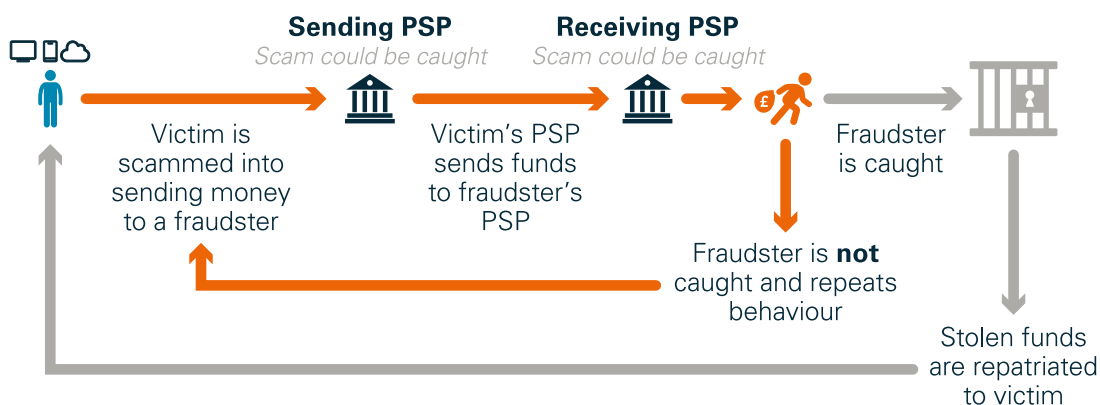 Sending PSP
Scam could be caught
Receiving PSP
Scam could be caught
£
Victim is
scammed into
sending money
to a fraudster
Victim’s PSP
sends funds
to fraudster’s
PSP
Fraudster
is caught
Fraudster is not
caught and repeats
behaviour
Stolen funds
are repatriated
to victim